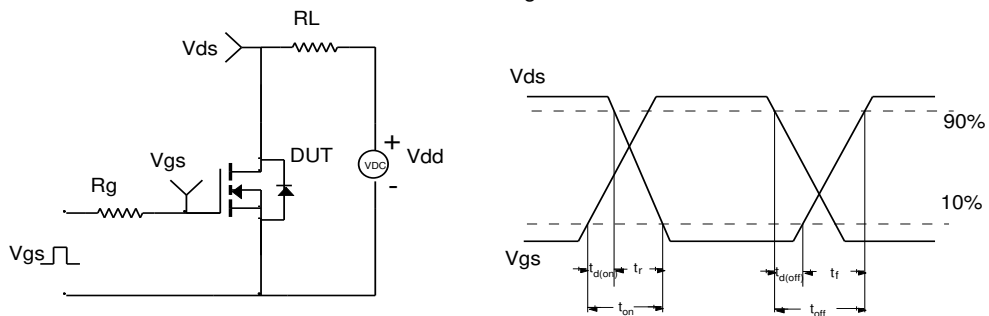 RL
Vds
Vgs
DUT
VDC
+
Vdd
-
Rg
Vgs
Vds
90%
10%
Vgs
td(on)
tr
td(off)
tf
ton
toff